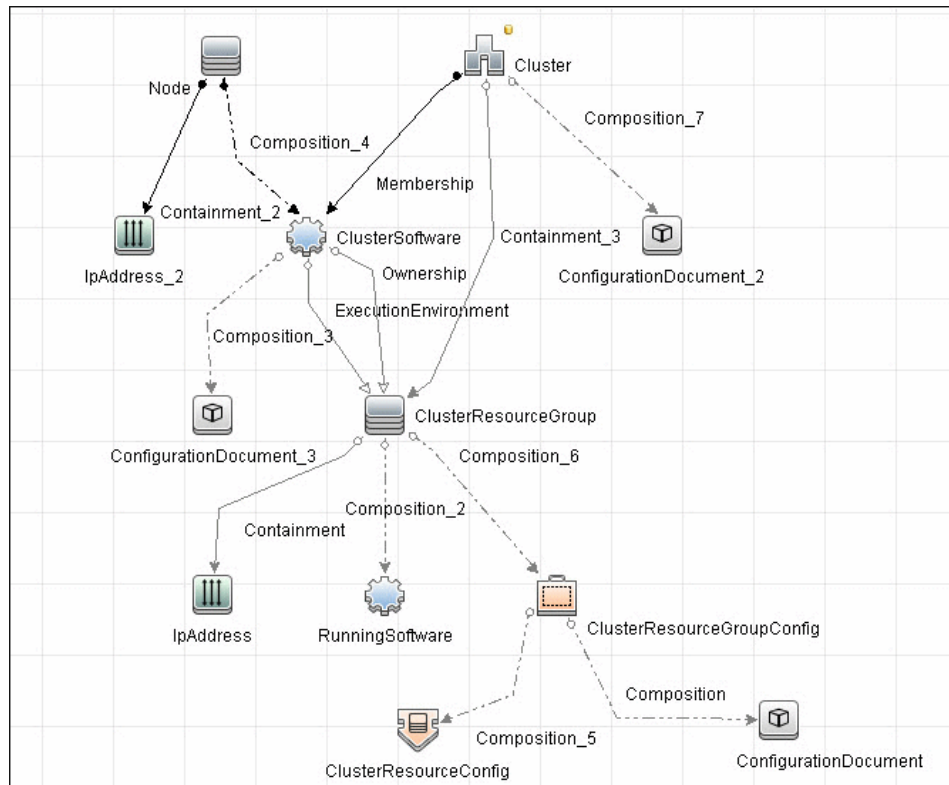 Cluster
Node
Composition_7
Composition_4
Membership
Containment_2
Containment_3
ClusterSoftware
IpAddress_2
Ownership
ConfigurationDocument_2
ExecutionEnvironment
Composition_3
ClusterResourceGroup
ConfigurationDocument_3
Composition_6
Composition_2
Containment
IpAddress
RunningSoftware
ClusterResourceGroupConfig
Composition
Composition_5
ClusterResourceConfig
ConfigurationDocument